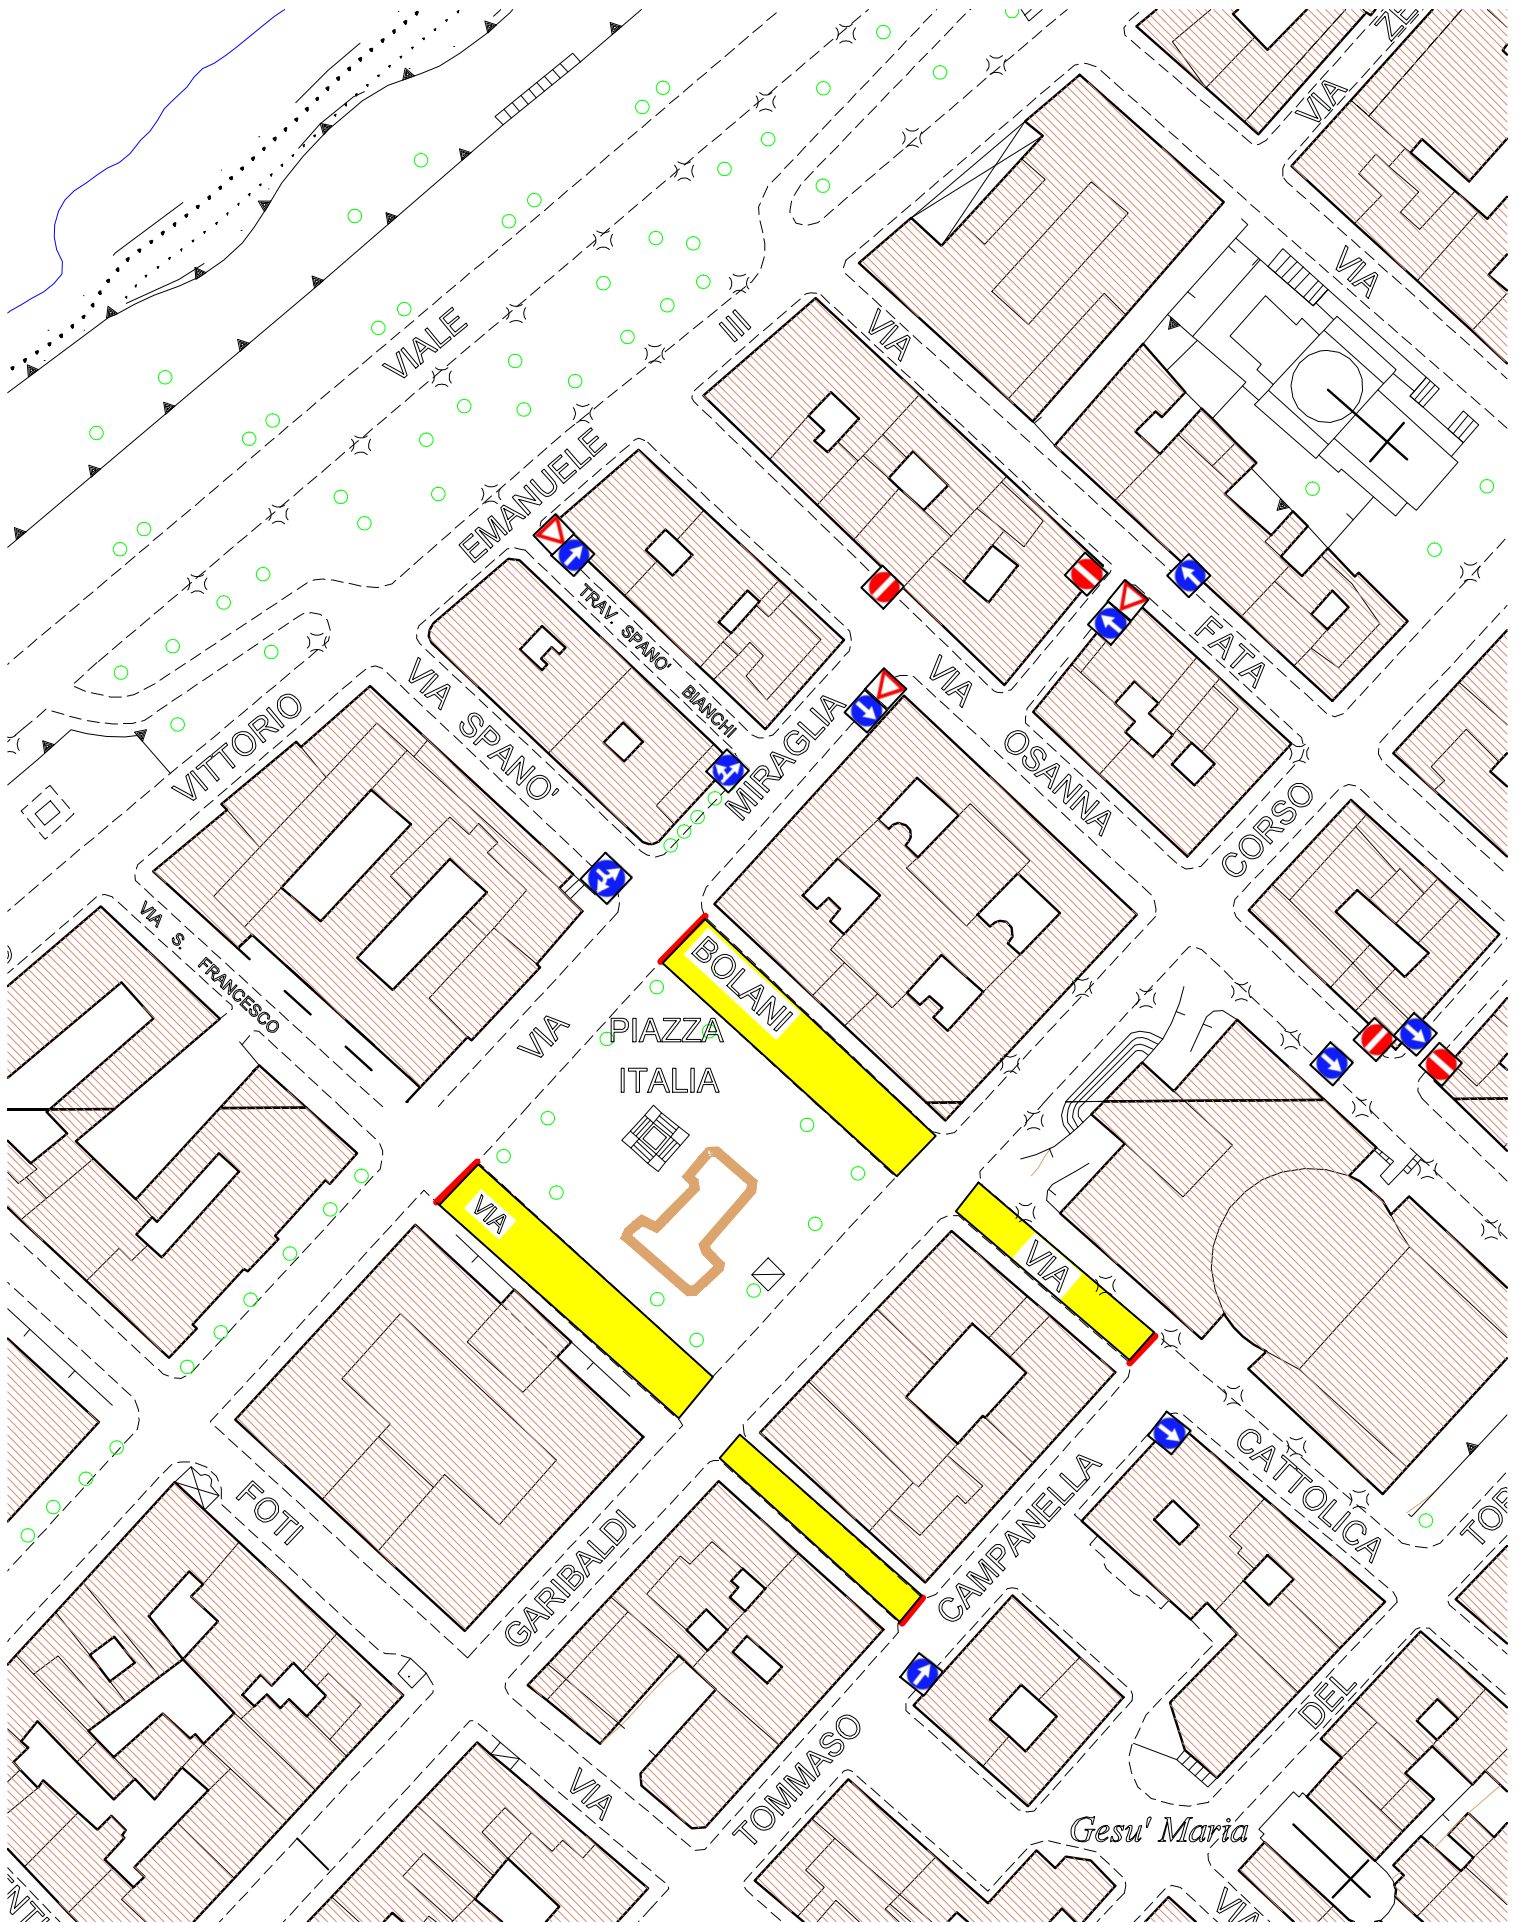 VIA
VIA
VIALE
III
VIA
EMANUELE
TRAV. SPANO'
BIANCHI
FATA
VIA
VIA SPANO'
MIRAGLIA
VITTORIO
OSANNA
CORSO
VIA S. FRANCESCO
BOLANI
VIA
PIAZZA
ITALIA
VIA
VIA
CATTOLICA
FOTI
GARIBALDI
CAMPANELLA
DEL
VIA
TOMMASO
Gesu' Maria
VIA